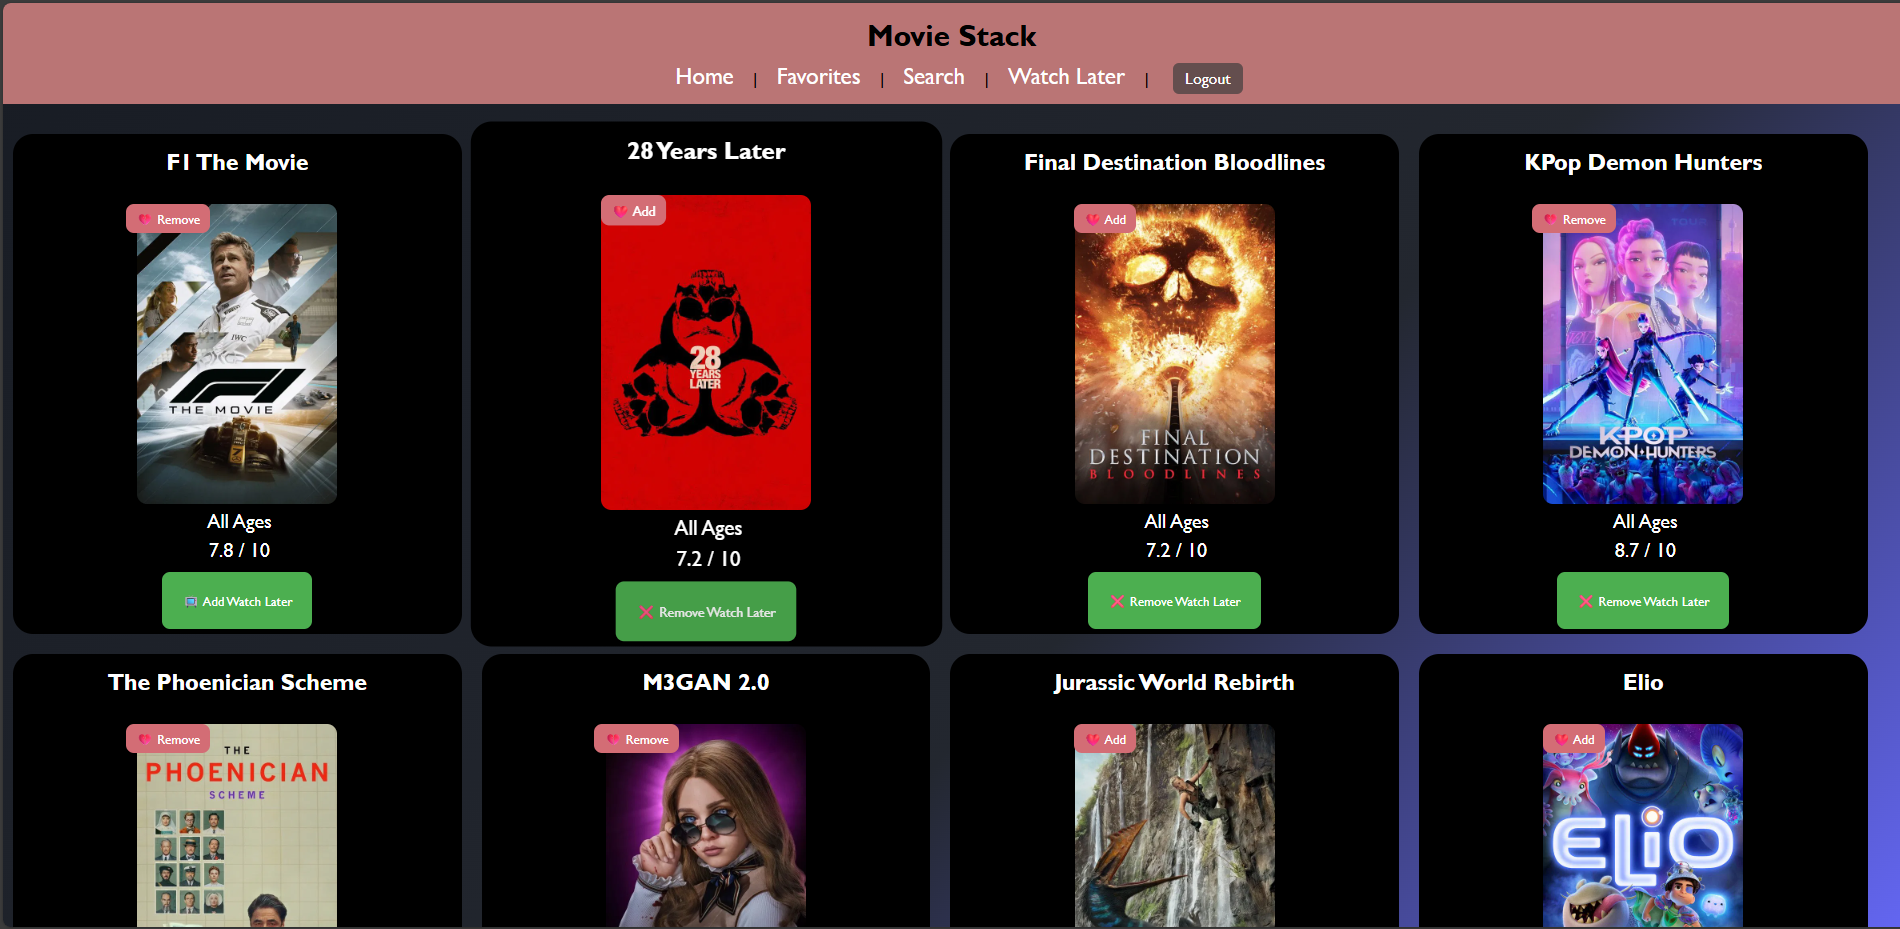 Movie Stack
Home | Favorites | Search | Watch Later | Logout
F1 The Movie
Remove
IWC
F1
THE MOVIE
All Ages
7.8 / 10
Add Watch Later
28 Years Later
Add
28
YEARS
LATER
All Ages
7.2 / 10
Remove Watch Later
Final Destination Bloodlines
Add
FINAL
DESTINATION
BLOODLINES
All Ages
7.2 / 10
Remove Watch Later
KPop Demon Hunters
Remove
TOUR
KPOP
DEMON HUNTERS
All Ages
8.7 / 10
Remove Watch Later
The Phoenician Scheme
Remove
THE
PHOENICIAN
SCHEME
M3GAN 2.0
Remove
Jurassic World Rebirth
Add
Elio
Add
ELIO